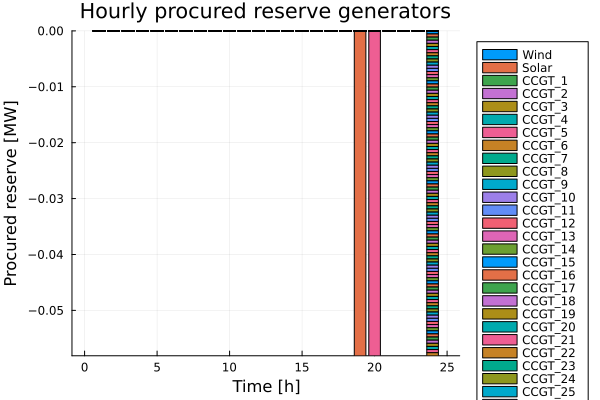 Hourly procured reserve generators
Procured reserve [MW]
0.00
−0.01
−0.02
−0.03
−0.04
−0.05
0 5 10 15 20 25
Time [h]
Wind
Solar
CCGT_1
CCGT_2
CCGT_3
CCGT_4
CCGT_5
CCGT_6
CCGT_7
CCGT_8
CCGT_9
CCGT_10
CCGT_11
CCGT_12
CCGT_13
CCGT_14
CCGT_15
CCGT_16
CCGT_17
CCGT_18
CCGT_19
CCGT_20
CCGT_21
CCGT_22
CCGT_23
CCGT_24
CCGT_25